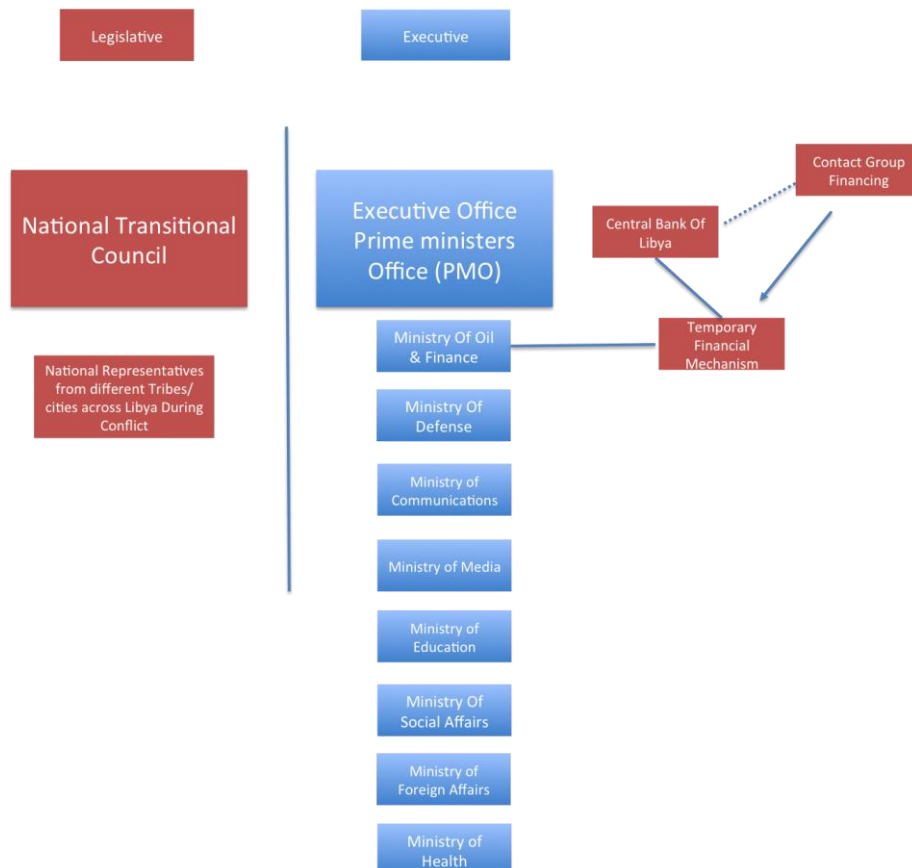 Legislative
Executive
National Transitional
Council
National Representatives
from different Tribes/
cities across Libya During
Conflict
Executive Office
Prime ministers
Office (PMO)
Ministry Of Oil
& Finance
Ministry Of
Defense
Ministry of
Communications
Ministry of Media
Ministry of
Education
Ministry Of
Social Affairs
Ministry of
Foreign Affairs
Ministry of
Health
Contact Group
Financing
Central Bank Of
Libya
Temporary
Financial
Mechanism